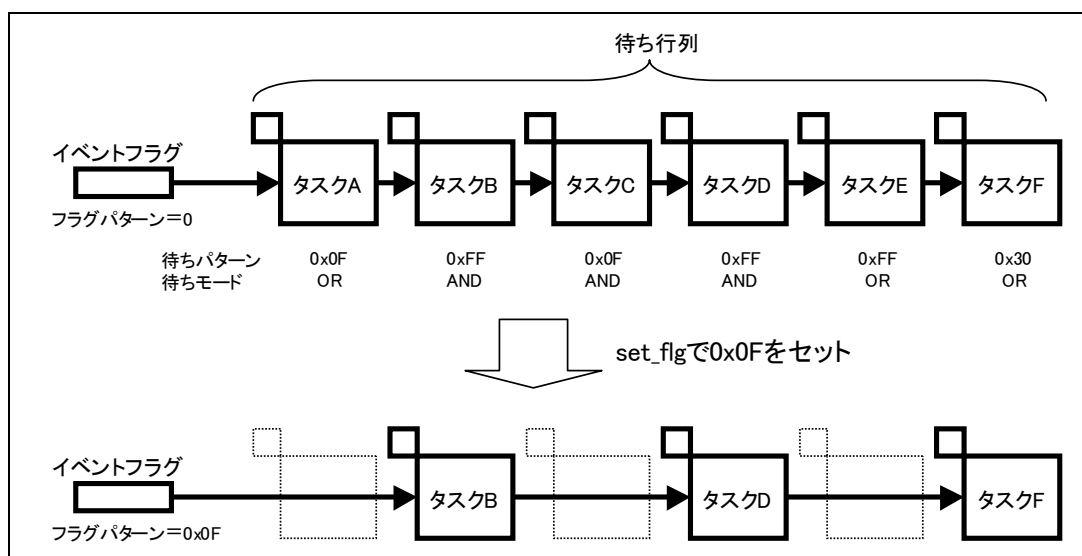 待ち行列
イベントフラグ
タスクA タスクB タスクC タスクD タスクE タスクF
フラグパターン=0
待ちパターン 0x0F 0xFF 0x0F 0xFF 0xFF 0x30
待ちモード OR AND AND AND OR OR
set_flgで0x0Fをセット
イベントフラグ
タスクB タスクD タスクF
フラグパターン=0x0F